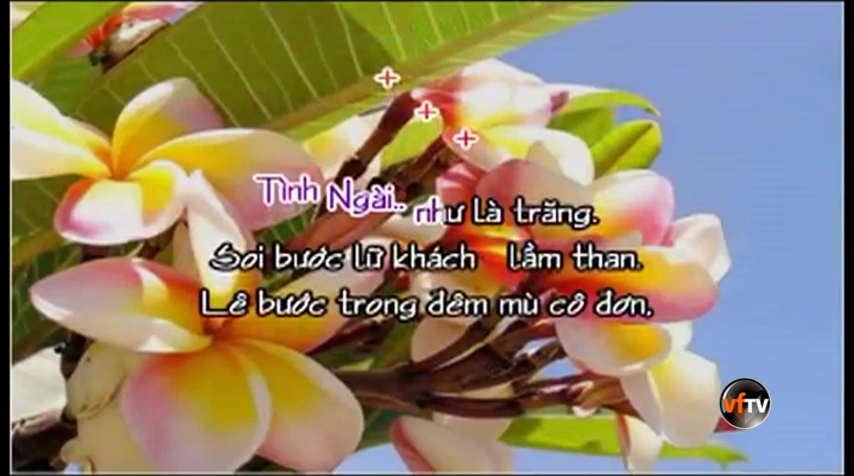 Tình Ngài.. như là trăng.
Soi bước lữ khách lầm than.
Lê bước trong đêm mù cô đơn.
vfTV